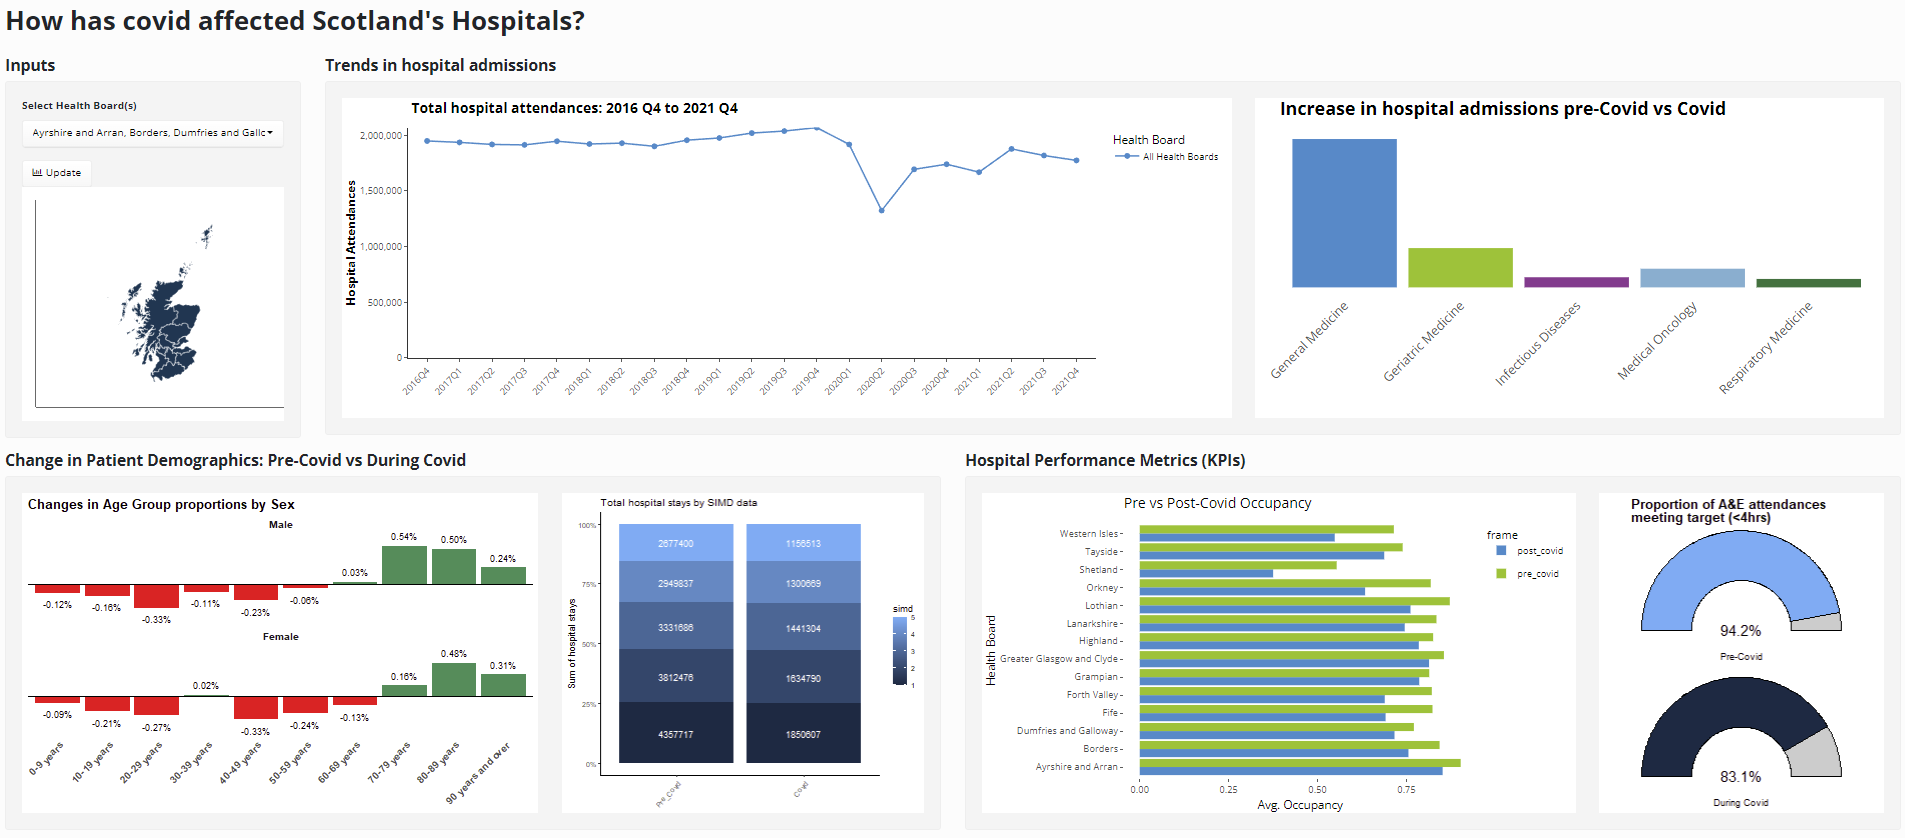 How has covid affected Scotland's Hospitals?
Inputs
Select Health Board(s)
Ayrshire and Arran, Borders, Dumfries and Gallc
Update
Trends in hospital admissions
Total hospital attendances: 2016 Q4 to 2021 Q4
Hospital Attendances
2,000,000
1,500,000
1,000,000
500,000
0
2016Q4
2017Q1
2017Q2
2017Q3
2017Q4
2018Q1
2018Q2
2018Q3
2018Q4
2019Q1
2019Q2
2019Q3
2019Q4
2020Q1
2020Q2
2020Q3
2020Q4
2021Q1
2021Q2
2021Q3
2021Q4
Health Board
All Health Boards
Increase in hospital admissions pre-Covid vs Covid
General Medicine
Geriatric Medicine
Infectious Diseases
Medical Oncology
Respiratory Medicine
Change in Patient Demographics: Pre-Covid vs During Covid
Changes in Age Group proportions by Sex
Male
-0.12%
-0.16%
-0.33%
-0.11%
-0.23%
-0.06%
0.03%
0.54%
0.50%
0.24%
Female
-0.09%
-0.21%
-0.27%
0.02%
-0.33%
-0.24%
-0.13%
0.16%
0.48%
0.31%
0-9 years
10-19 years
20-29 years
30-39 years
40-49 years
50-59 years
60-69 years
70-79 years
80-89 years
90 years and over
Total hospital stays by SIMD data
Sum of hospital stays
100%
75%
50%
25%
0%
2677400
1156513
2949837
1300669
3331686
1441304
3812476
1634790
4357717
1850607
Pre_Covid
Covid
simd
5
4
3
2
1
Hospital Performance Metrics (KPIs)
Pre vs Post-Covid Occupancy
Health Board
Western Isles
Tayside
Shetland
Orkney
Lothian
Lanarkshire
Highland
Greater Glasgow and Clyde
Grampian
Forth Valley
Fife
Dumfries and Galloway
Borders
Ayrshire and Arran
0.00
0.25
0.50
0.75
Avg. Occupancy
frame
post_covid
pre_covid
Proportion of A&E attendances
meeting target (<4hrs)
94.2%
Pre-Covid
83.1%
During Covid